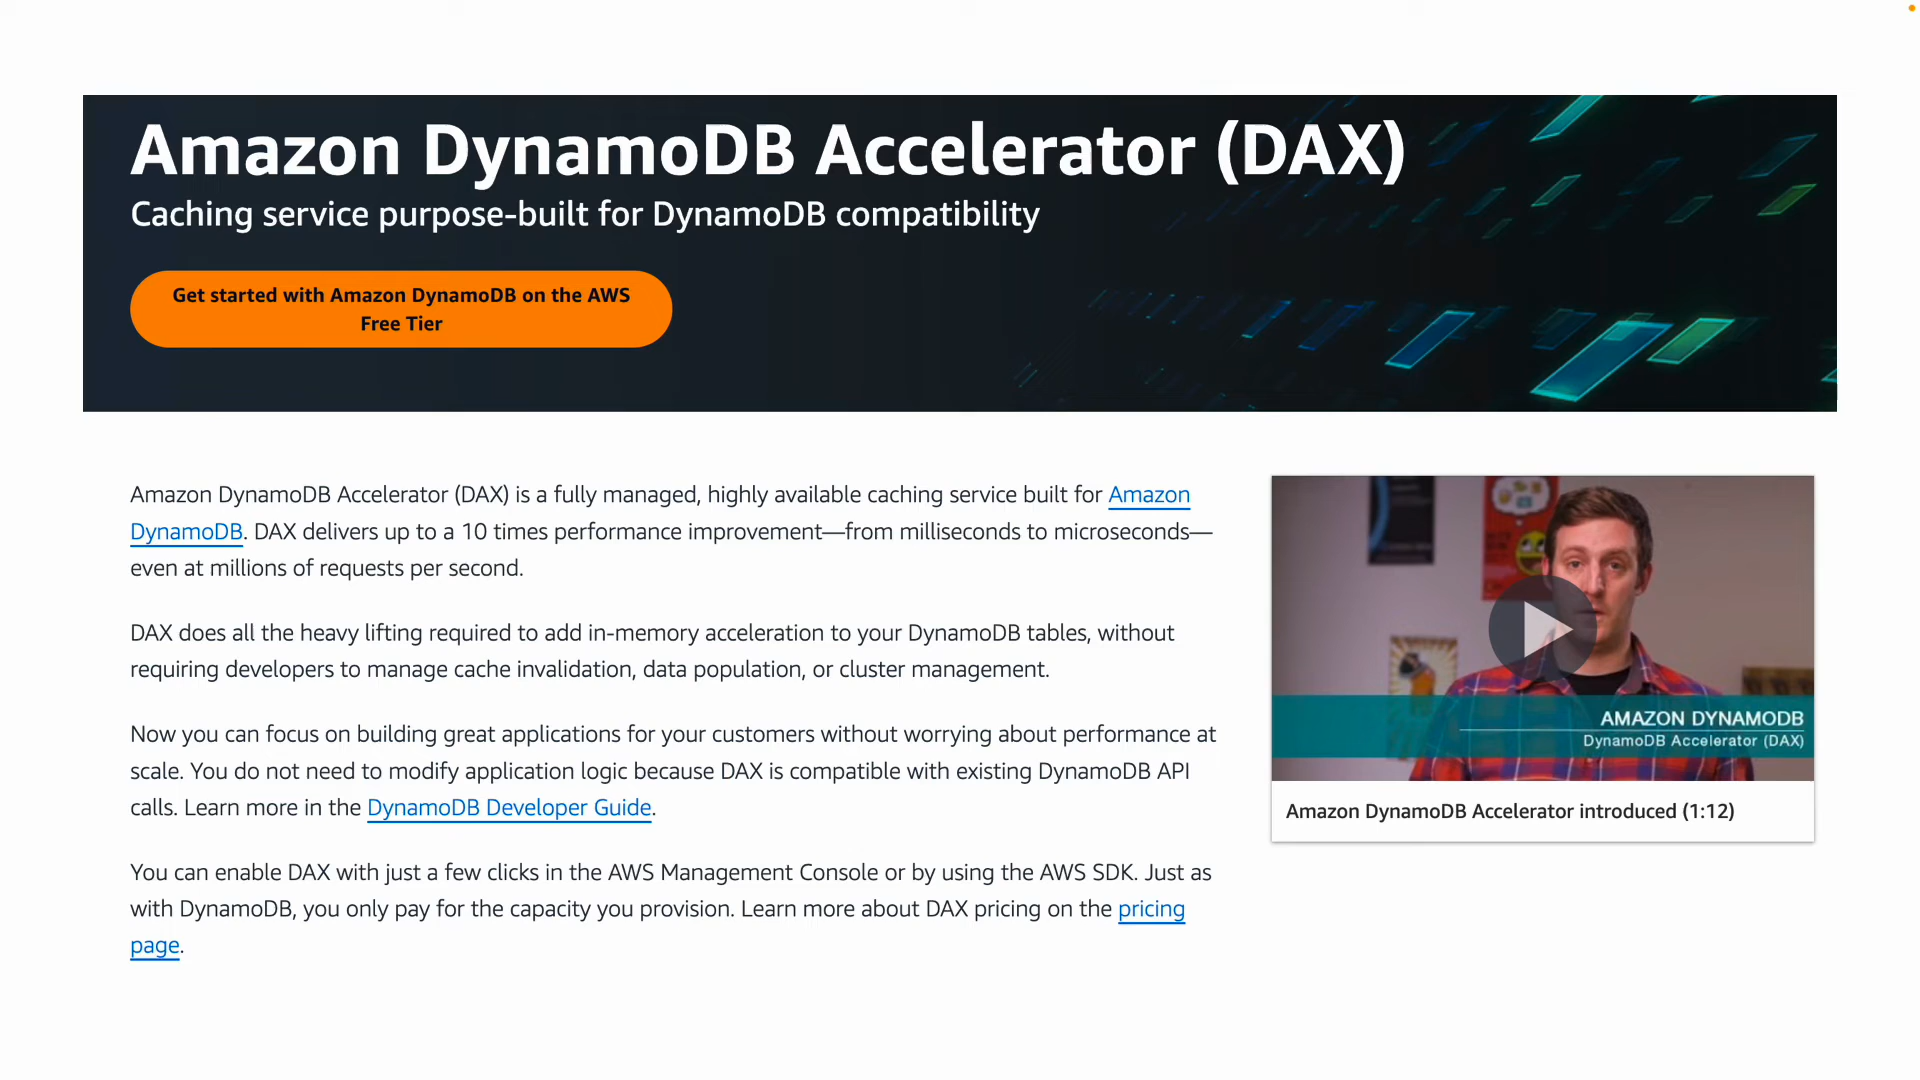 Amazon DynamoDB Accelerator (DAX)
Caching service purpose-built for DynamoDB compatibility
Get started with Amazon DynamoDB on the AWS
Free Tier
Amazon DynamoDB Accelerator (DAX) is a fully managed, highly available caching service built for Amazon
DynamoDB. DAX delivers up to a 10 times performance improvement—from milliseconds to microseconds—
even at millions of requests per second.
DAX does all the heavy lifting required to add in-memory acceleration to your DynamoDB tables, without
requiring developers to manage cache invalidation, data population, or cluster management.
Now you can focus on building great applications for your customers without worrying about performance at
scale. You do not need to modify application logic because DAX is compatible with existing DynamoDB API
calls. Learn more in the DynamoDB Developer Guide.
You can enable DAX with just a few clicks in the AWS Management Console or by using the AWS SDK. Just as
with DynamoDB, you only pay for the capacity you provision. Learn more about DAX pricing on the pricing
page.
AMAZON DYNAMODB
DynamoDB Accelerator (DAX)
Amazon DynamoDB Accelerator introduced (1:12)